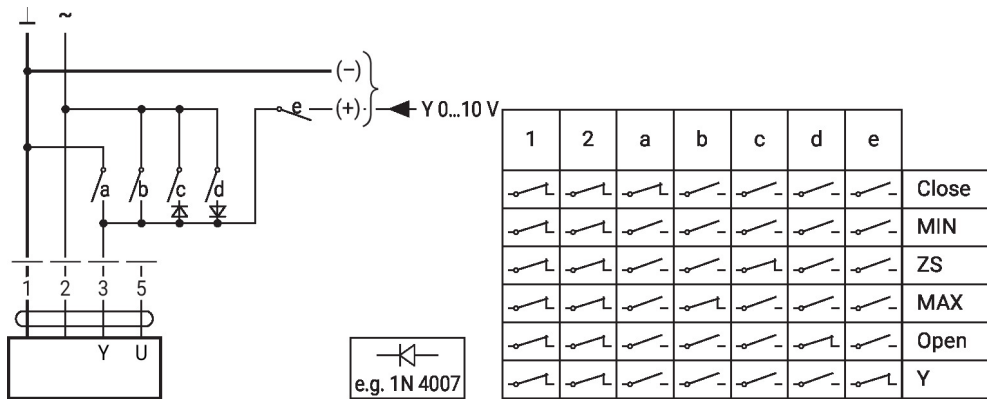 ⊥ ~
(–)
e (+) Y 0...10 V
a b c d
1 2 3 5
Y U
e.g. 1N 4007
1 2 a b c d e
Close
MIN
ZS
MAX
Open
Y